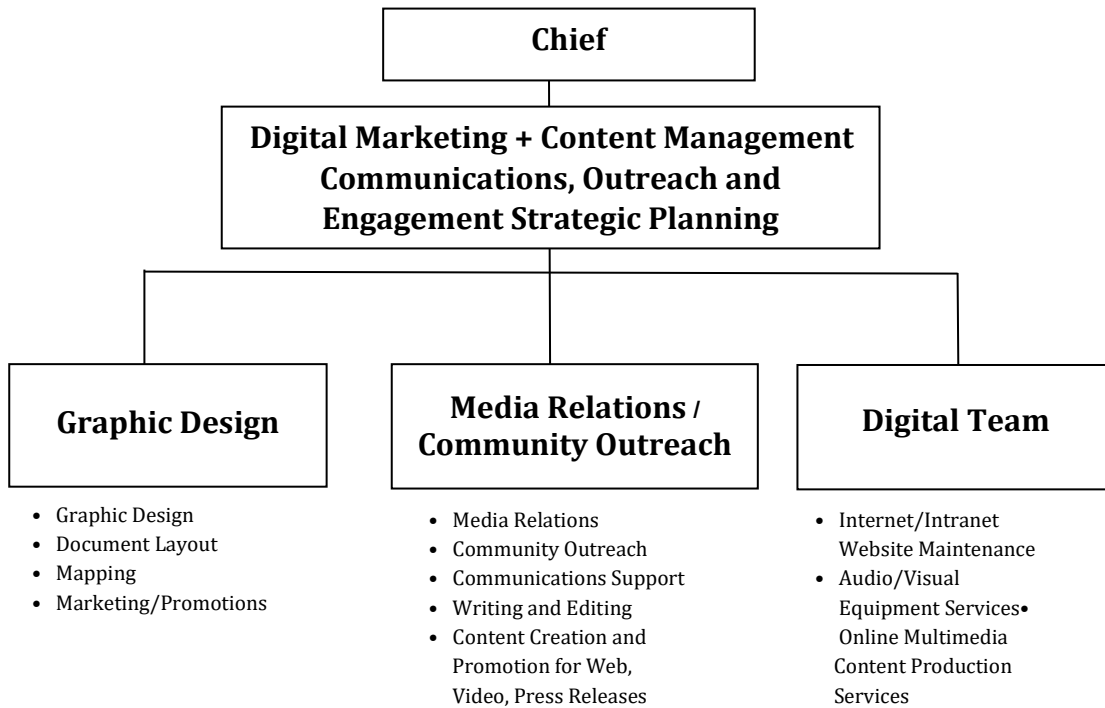 Chief
Digital Marketing + Content Management
Communications, Outreach and
Engagement Strategic Planning
Graphic Design
Media Relations /
Community Outreach
Digital Team
• Graphic Design
• Document Layout
• Mapping
• Marketing/Promotions
• Media Relations
• Community Outreach
• Communications Support
• Writing and Editing
• Content Creation and
Promotion for Web,
Video, Press Releases
• Internet/Intranet
Website Maintenance
• Audio/Visual
Equipment Services•
Online Multimedia
Content Production
Services